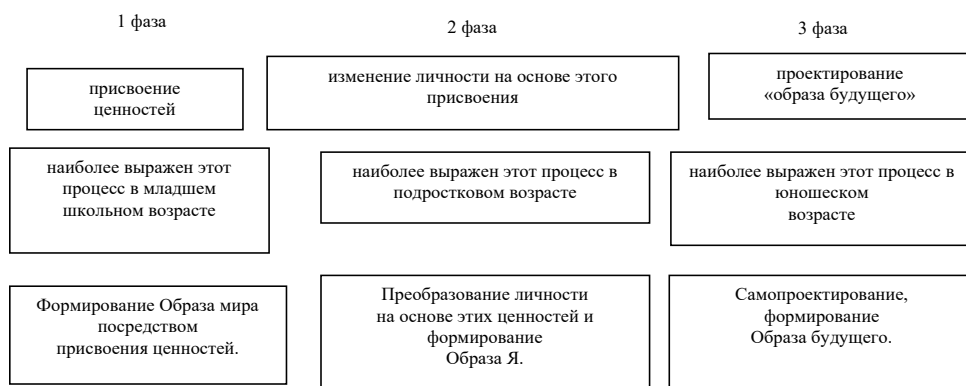 1 фаза
2 фаза
3 фаза
присвоение
ценностей
изменение личности на основе этого
присвоения
проектирование
«образа будущего»
наиболее выражен этот
процесс в младшем
школьном возрасте
наиболее выражен этот процесс в
подростковом возрасте
наиболее выражен этот процесс в
юношеском
возрасте
Формирование Образа мира
посредством
присвоения ценностей.
Преобразование личности
на основе этих ценностей и
формирование
Образа Я.
Самопроектирование,
формирование
Образа будущего.